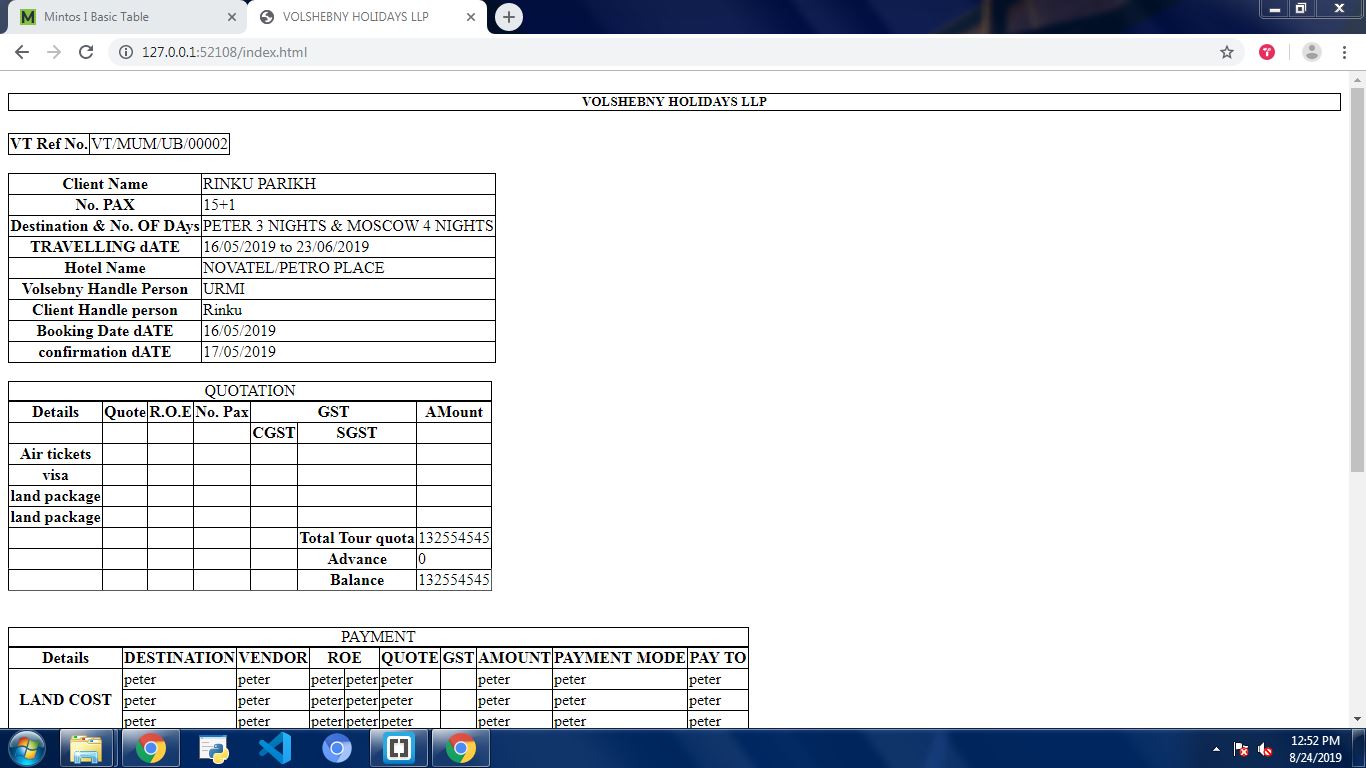 Mintos I Basic Table
VOLSHEBNY HOLIDAYS LLP
127.0.0.1:52108/index.html
VOLSHEBNY HOLIDAYS LLP
VT Ref No. VT/MUM/UB/00002
Client Name RINKU PARIKH
No. PAX 15+1
Destination & No. OF DAys PETER 3 NIGHTS & MOSCOW 4 NIGHTS
TRAVELLING dATE 16/05/2019 to 23/06/2019
Hotel Name NOVATEL/PETRO PLACE
Volsebny Handle Person URMI
Client Handle person Rinku
Booking Date dATE 16/05/2019
confirmation dATE 17/05/2019
QUOTATION
Details Quote R.O.E No. Pax GST AMount
CGST SGST
Air tickets
visa
land package
land package
Total Tour quota 132554545
Advance 0
Balance 132554545
PAYMENT
Details DESTINATION VENDOR ROE QUOTE GST AMOUNT PAYMENT MODE PAY TO
peter peter peter peter peter peter peter peter
LAND COST peter peter peter peter peter peter peter peter
peter peter peter peter peter peter peter peter
12:52 PM
8/24/2019